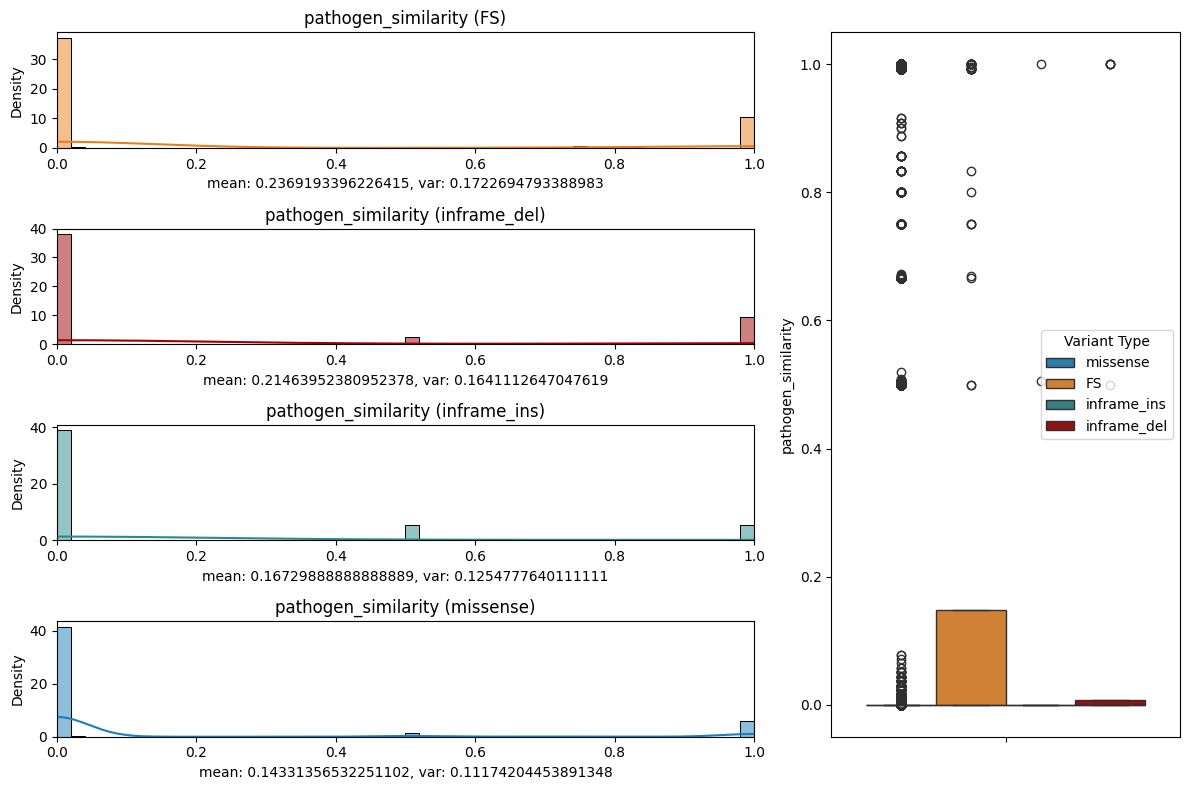 pathogen_similarity (FS)
Density
30
20
10
0
0.0 0.2 0.4 0.6 0.8 1.0
mean: 0.2369193396226415, var: 0.1722694793388983
pathogen_similarity (inframe_del)
Density
40
30
20
10
0
0.0 0.2 0.4 0.6 0.8 1.0
mean: 0.21463952380952378, var: 0.1641112647047619
pathogen_similarity (inframe_ins)
Density
40
20
0
0.0 0.2 0.4 0.6 0.8 1.0
mean: 0.16729888888888889, var: 0.1254777640111111
pathogen_similarity (missense)
Density
40
20
0
0.0 0.2 0.4 0.6 0.8 1.0
mean: 0.14331356532251102, var: 0.11174204453891348
pathogen_similarity
1.0
0.8
0.6
0.4
0.2
0.0
Variant Type
missense
FS
inframe_ins
inframe_del